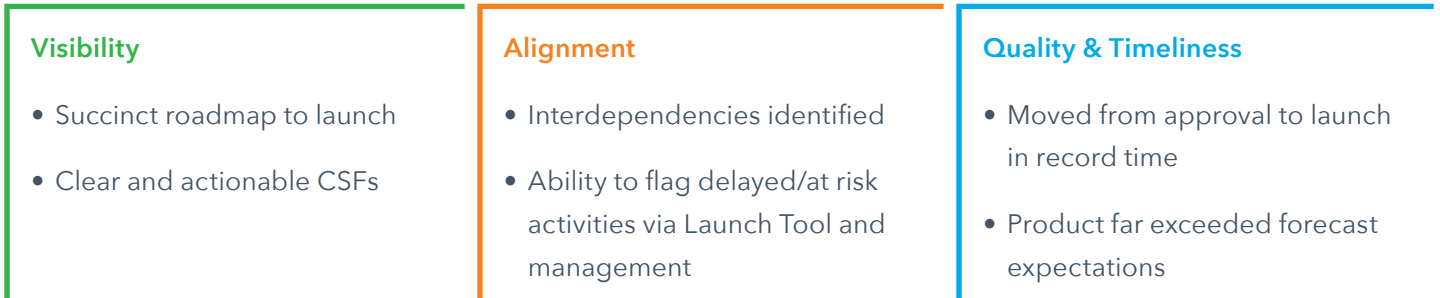 Visibility
• Succinct roadmap to launch
• Clear and actionable CSFs
Alignment
• Interdependencies identified
• Ability to flag delayed/at risk
activities via Launch Tool and
management
Quality & Timeliness
• Moved from approval to launch
in record time
• Product far exceeded forecast
expectations